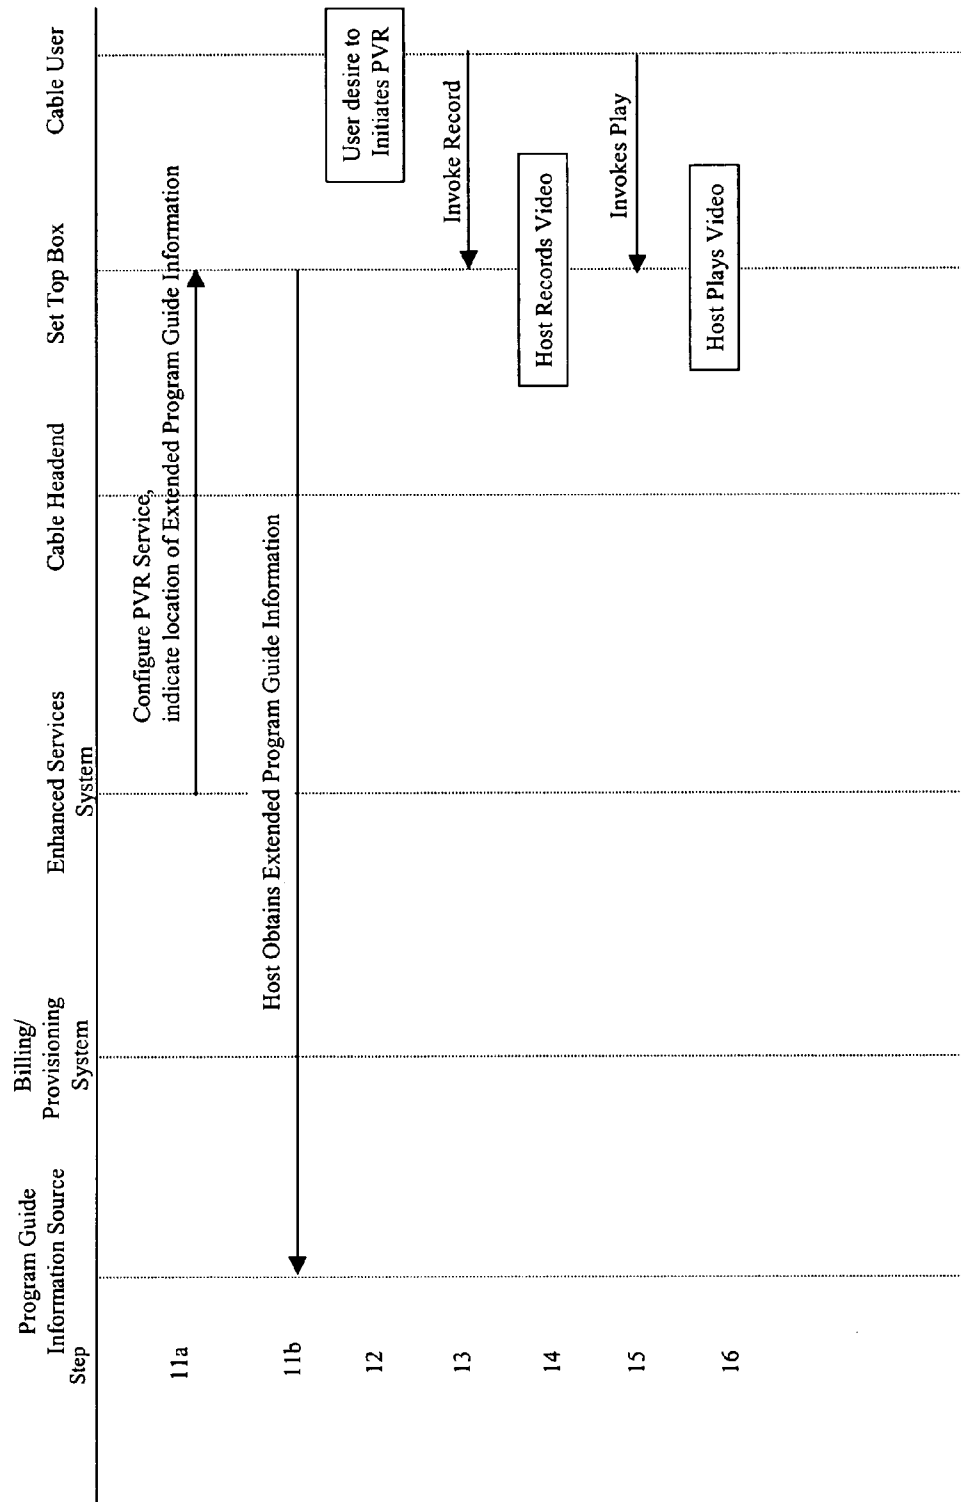 Program Guide
Information Source
Billing/
Provisioning
System
Enhanced Services
System
Cable Headend
Set Top Box
Cable User
Step
11a
Configure PVR Service,
indicate location of Extended Program Guide Information
11b
Host Obtains Extended Program Guide Information
12
User desire to
Initiates PVR
13
Invoke Record
14
Host Records Video
15
Invokes Play
16
Host Plays Video